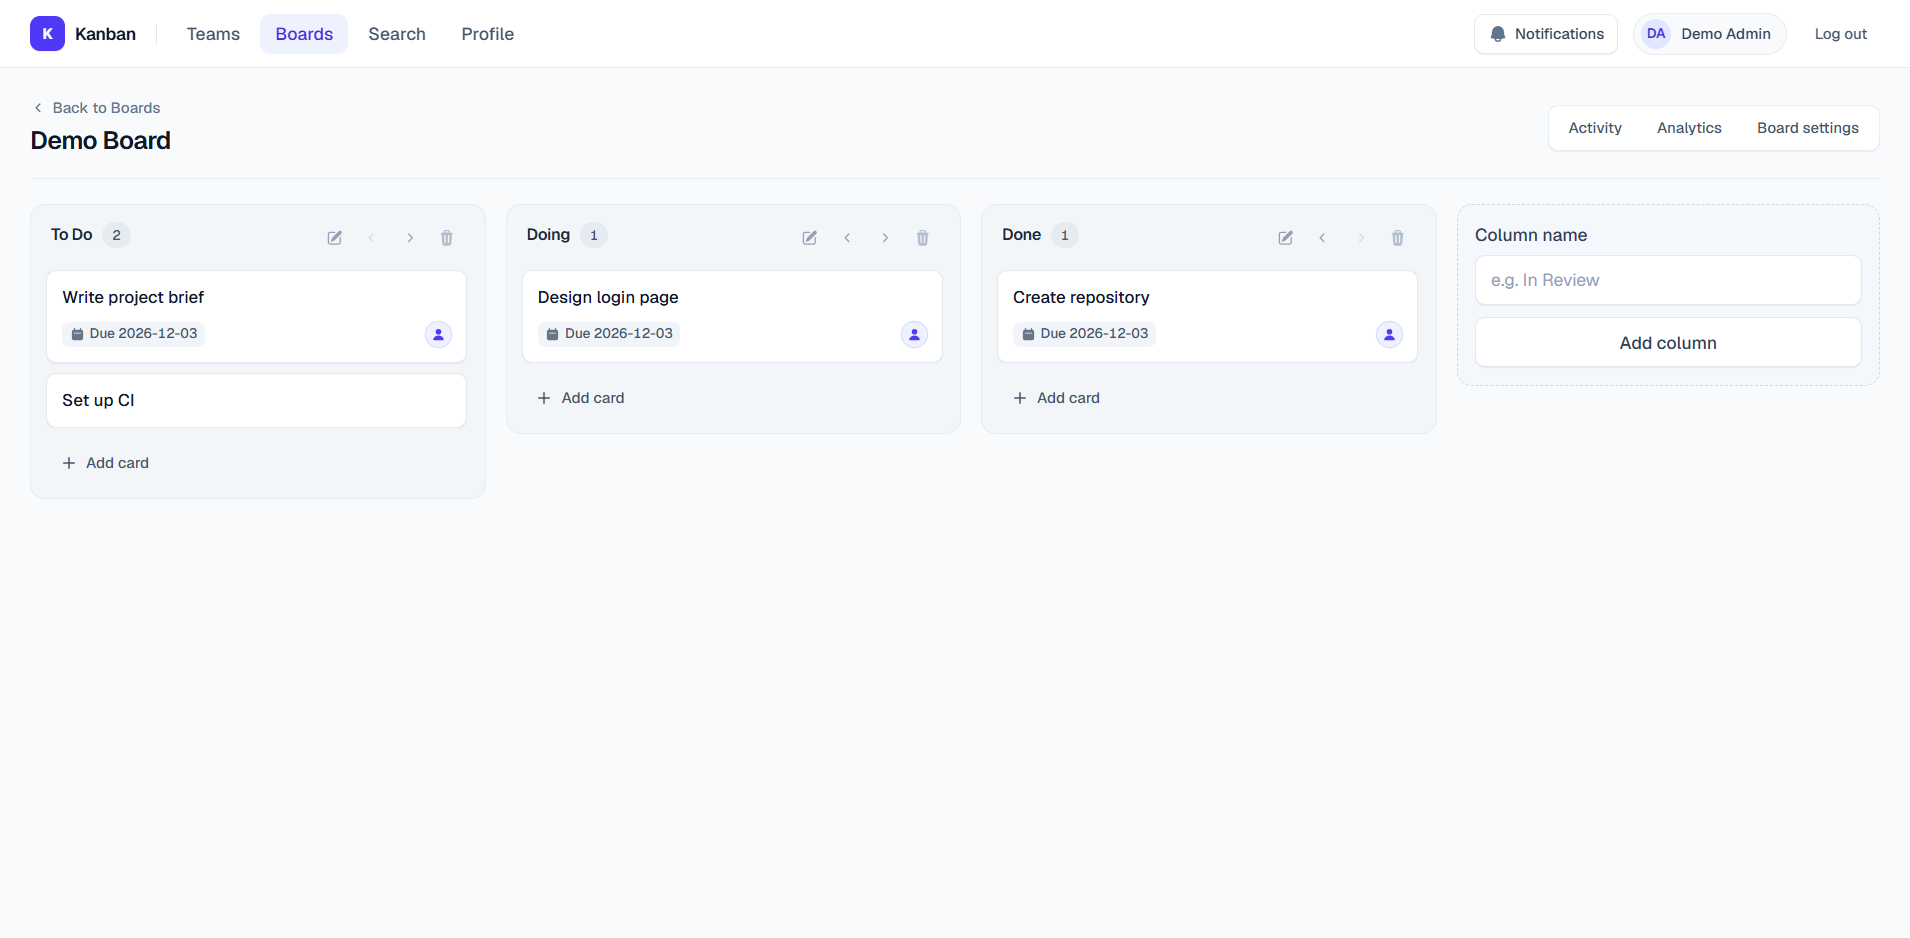 K Kanban Teams Boards Search Profile Notifications DA Demo Admin Log out
Back to Boards
Demo Board
Activity Analytics Board settings
To Do 2
Write project brief
Due 2026-12-03
Set up CI
Add card
Doing 1
Design login page
Due 2026-12-03
Add card
Done 1
Create repository
Due 2026-12-03
Add card
Column name
e.g. In Review
Add column